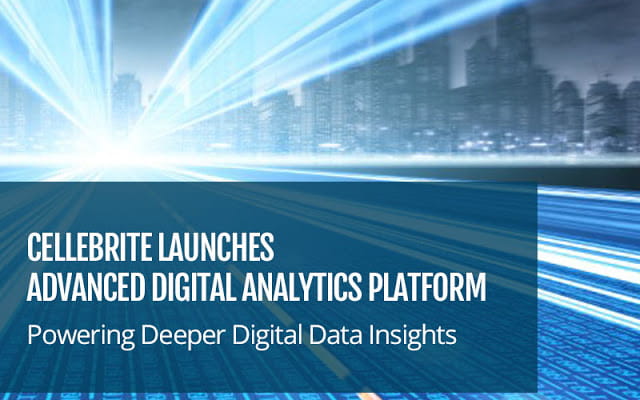 CELLEBRITE LAUNCHES
ADVANCED DIGITAL ANALYTICS PLATFORM
Powering Deeper Digital Data Insights